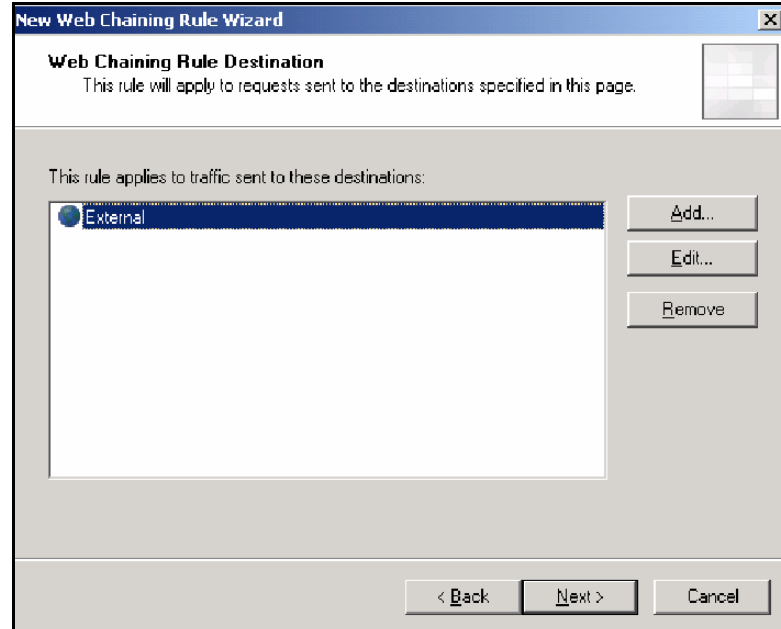 New Web Chaining Rule Wizard
Web Chaining Rule Destination
This rule will apply to requests sent to the destinations specified in this page.
This rule applies to traffic sent to these destinations:
External
Add...
Edit...
Remove
< Back
Next >
Cancel